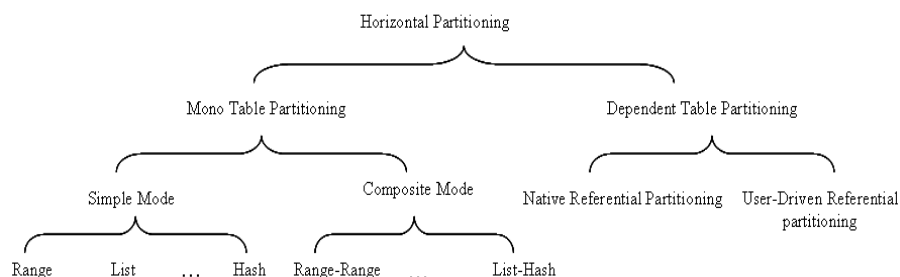 Horizontal Partitioning
Mono Table Partitioning
Dependent Table Partitioning
Simple Mode
Composite Mode
Native Referential Partitioning
User-Driven Referential
partitioning
Range
List
...
Hash
Range-Range
...
List-Hash